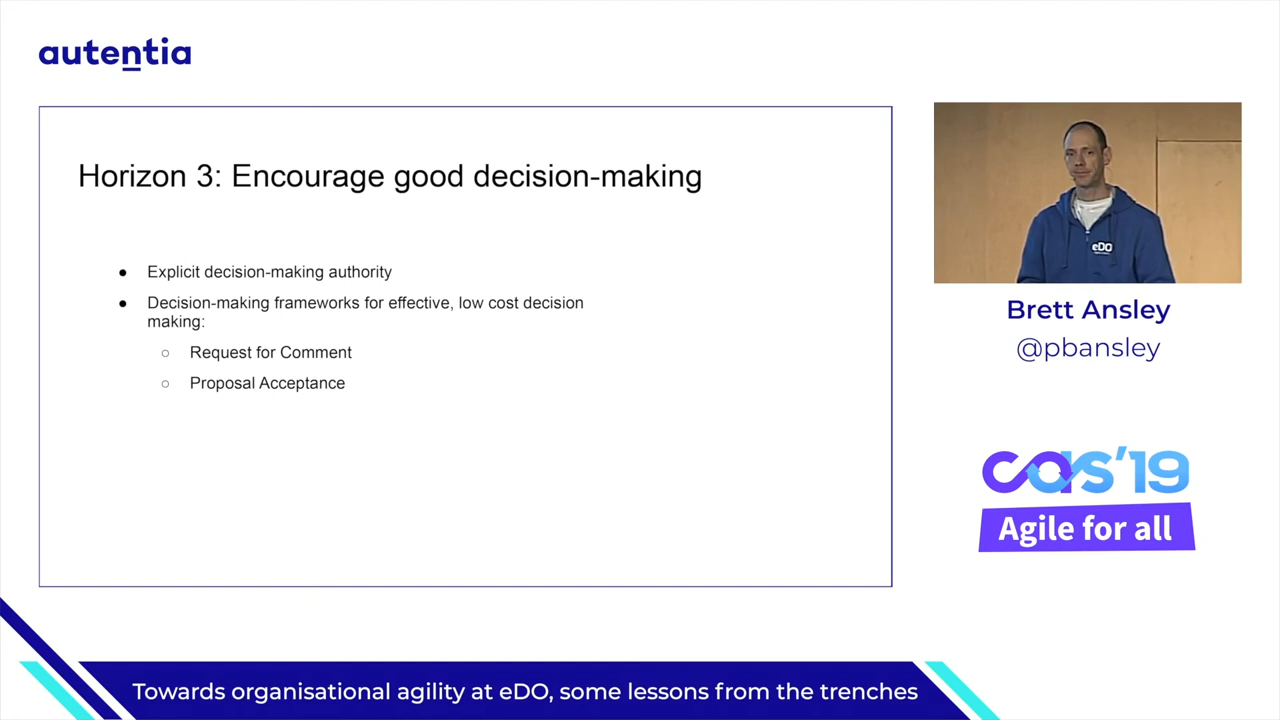 autentia
Horizon 3: Encourage good decision-making
● Explicit decision-making authority
● Decision-making frameworks for effective, low cost decision
making:
○ Request for Comment
○ Proposal Acceptance
eDO
Brett Ansley
@pbansley
cas'19
Agile for all
Towards organisational agility at eDO, some lessons from the trenches